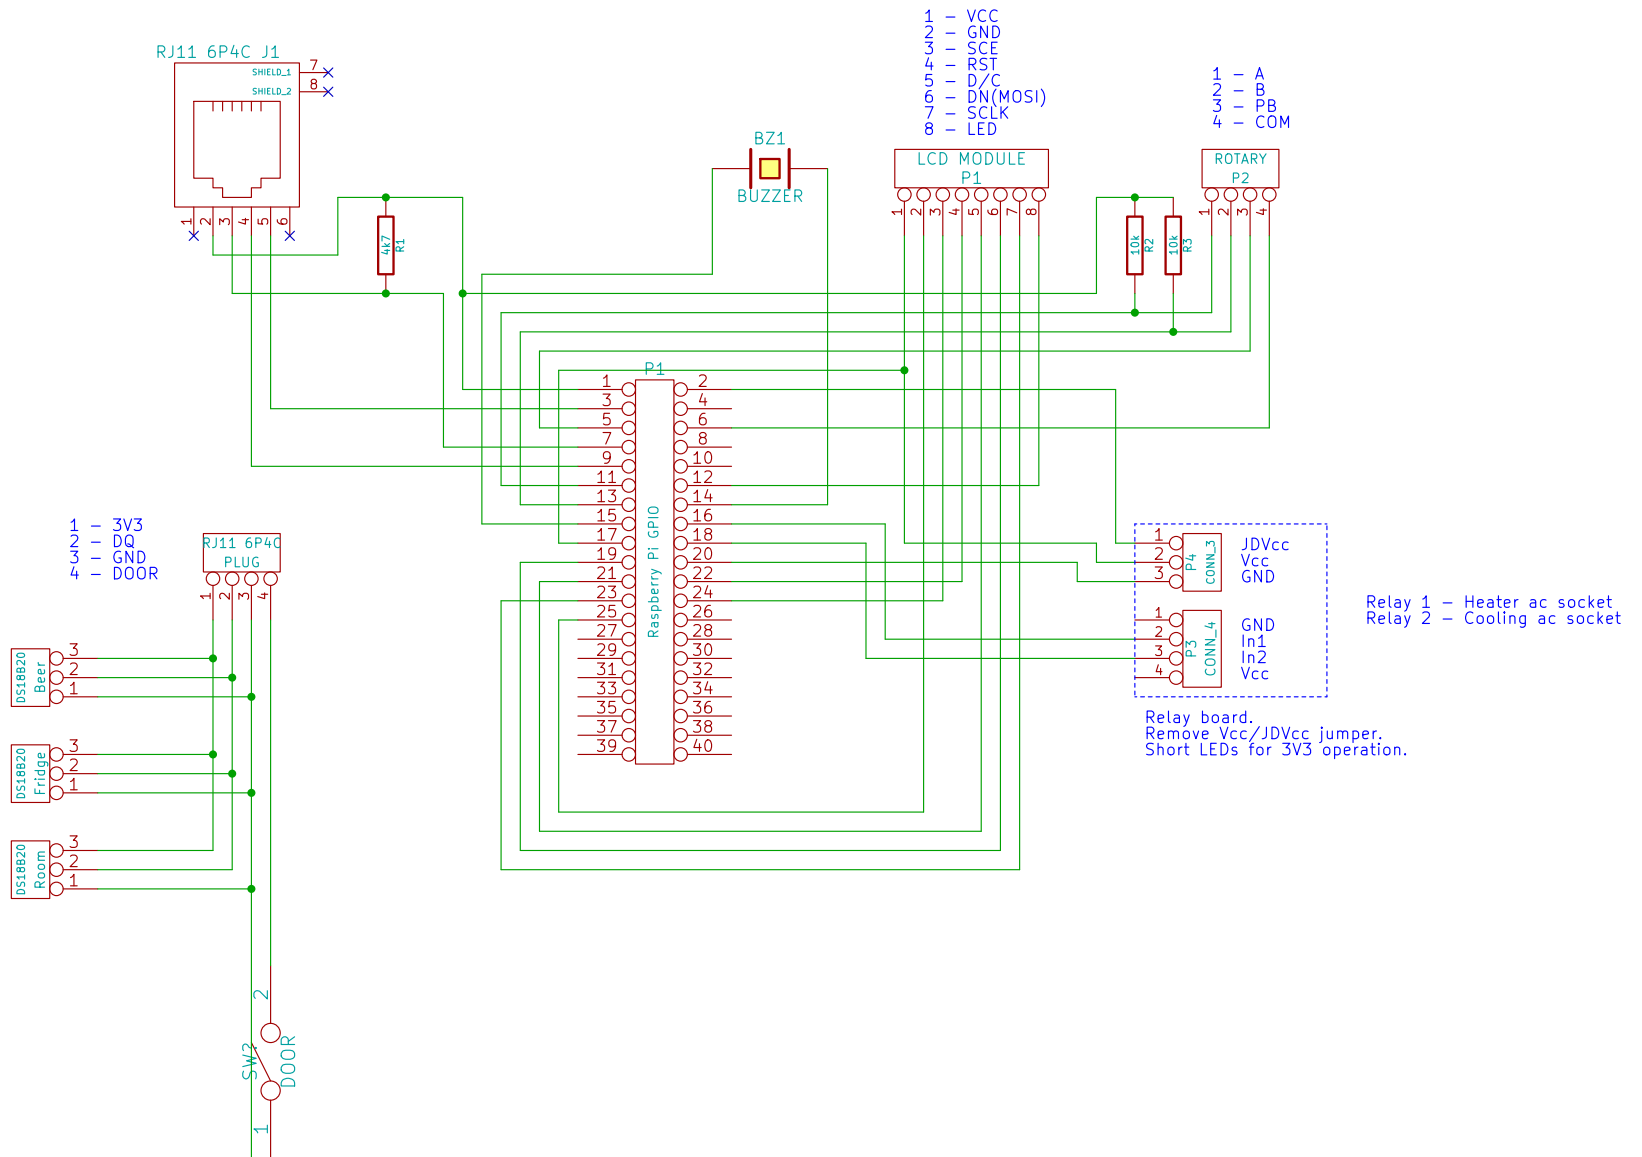 1 - VCC
2 - GND
3 - SCE
4 - RST
5 - D/C
6 - DN(MOSI)
7 - SCLK
8 - LED
1 - A
2 - B
3 - PB
4 - COM
RJ11 6P4C J1
SHIELD_1 7
SHIELD_2 8
1 2 3 4 5 6
4k7 R1
BZ1
BUZZER
LCD MODULE
P1
1 2 3 4 5 6 7 8
ROTARY
P2
1 2 3 4
10k R2
10k R3
P1
Raspberry Pi GPIO
1 2
3 4
5 6
7 8
9 10
11 12
13 14
15 16
17 18
19 20
21 22
23 24
25 26
27 28
29 30
31 32
33 34
35 36
37 38
39 40
1 - 3V3
2 - DQ
3 - GND
4 - DOOR
RJ11 6P4C
PLUG
1 2 3 4
DS18B20
Beer
3
2
1
DS18B20
Fridge
3
2
1
DS18B20
Room
3
2
1
2
SW?
DOOR
1
1
2
3
P4
CONN_3
JDVcc
Vcc
GND
1
2
3
4
P3
CONN_4
GND
In1
In2
Vcc
Relay 1 - Heater ac socket
Relay 2 - Cooling ac socket
Relay board.
Remove Vcc/JDVcc jumper.
Short LEDs for 3V3 operation.